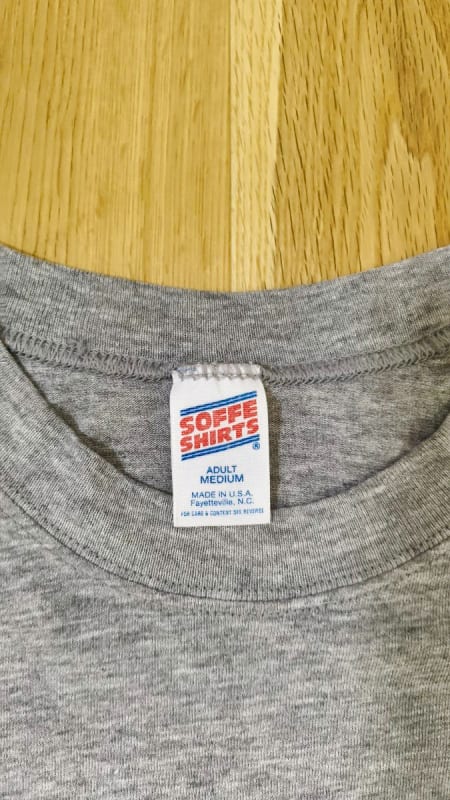 SOFFE
SHIRTS®
ADULT
MEDIUM
MADE IN U.S.A.
Fayetteville, N.C.
FOR CARE & CONTENT SEE REVERSE